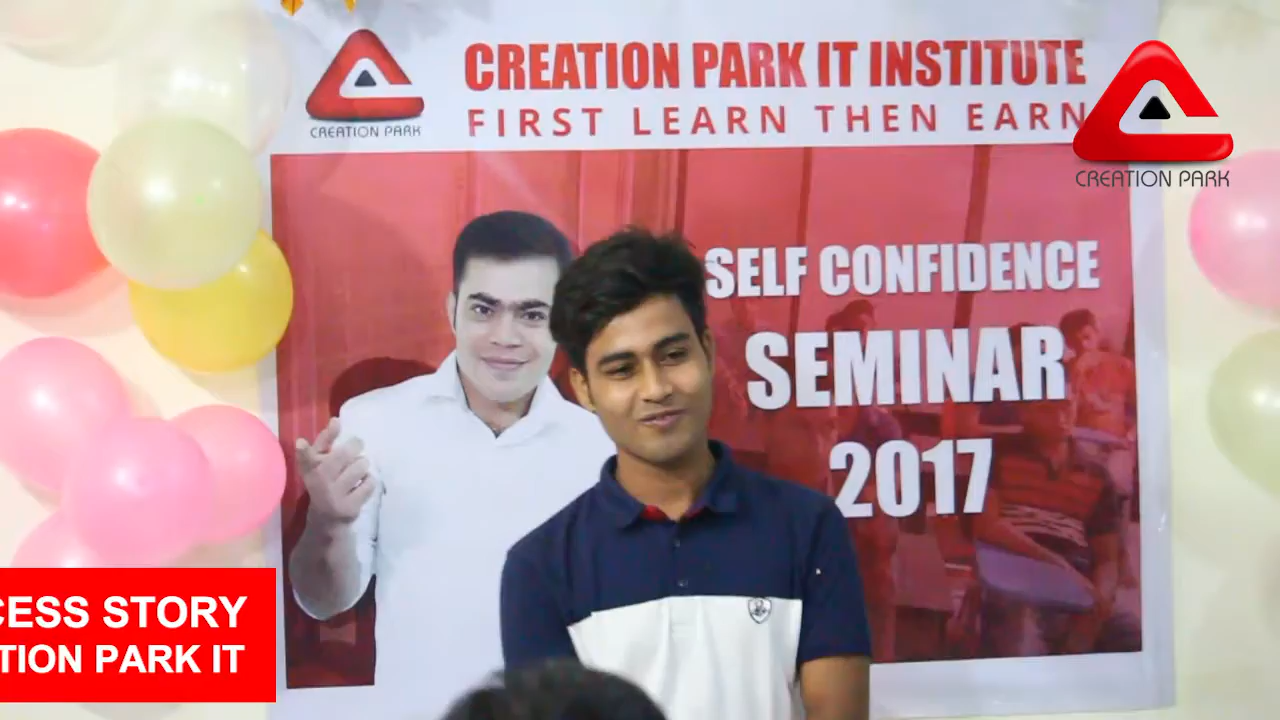 CREATION PARK IT INSTITUTE
FIRST LEARN THEN EARN
CREATION PARK
CREATION PARK
SELF CONFIDENCE
SEMINAR
2017
CESS STORY
TION PARK IT